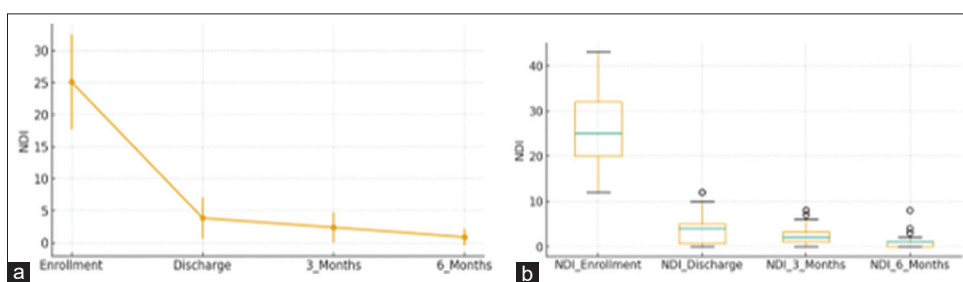 30
25
20
15
10
5
0
NDI
Enrollment Discharge 3_Months 6_Months
a
40
30
20
10
0
NDI
NDI_Enrollment NDI_Discharge NDI_3_Months NDI_6_Months
b